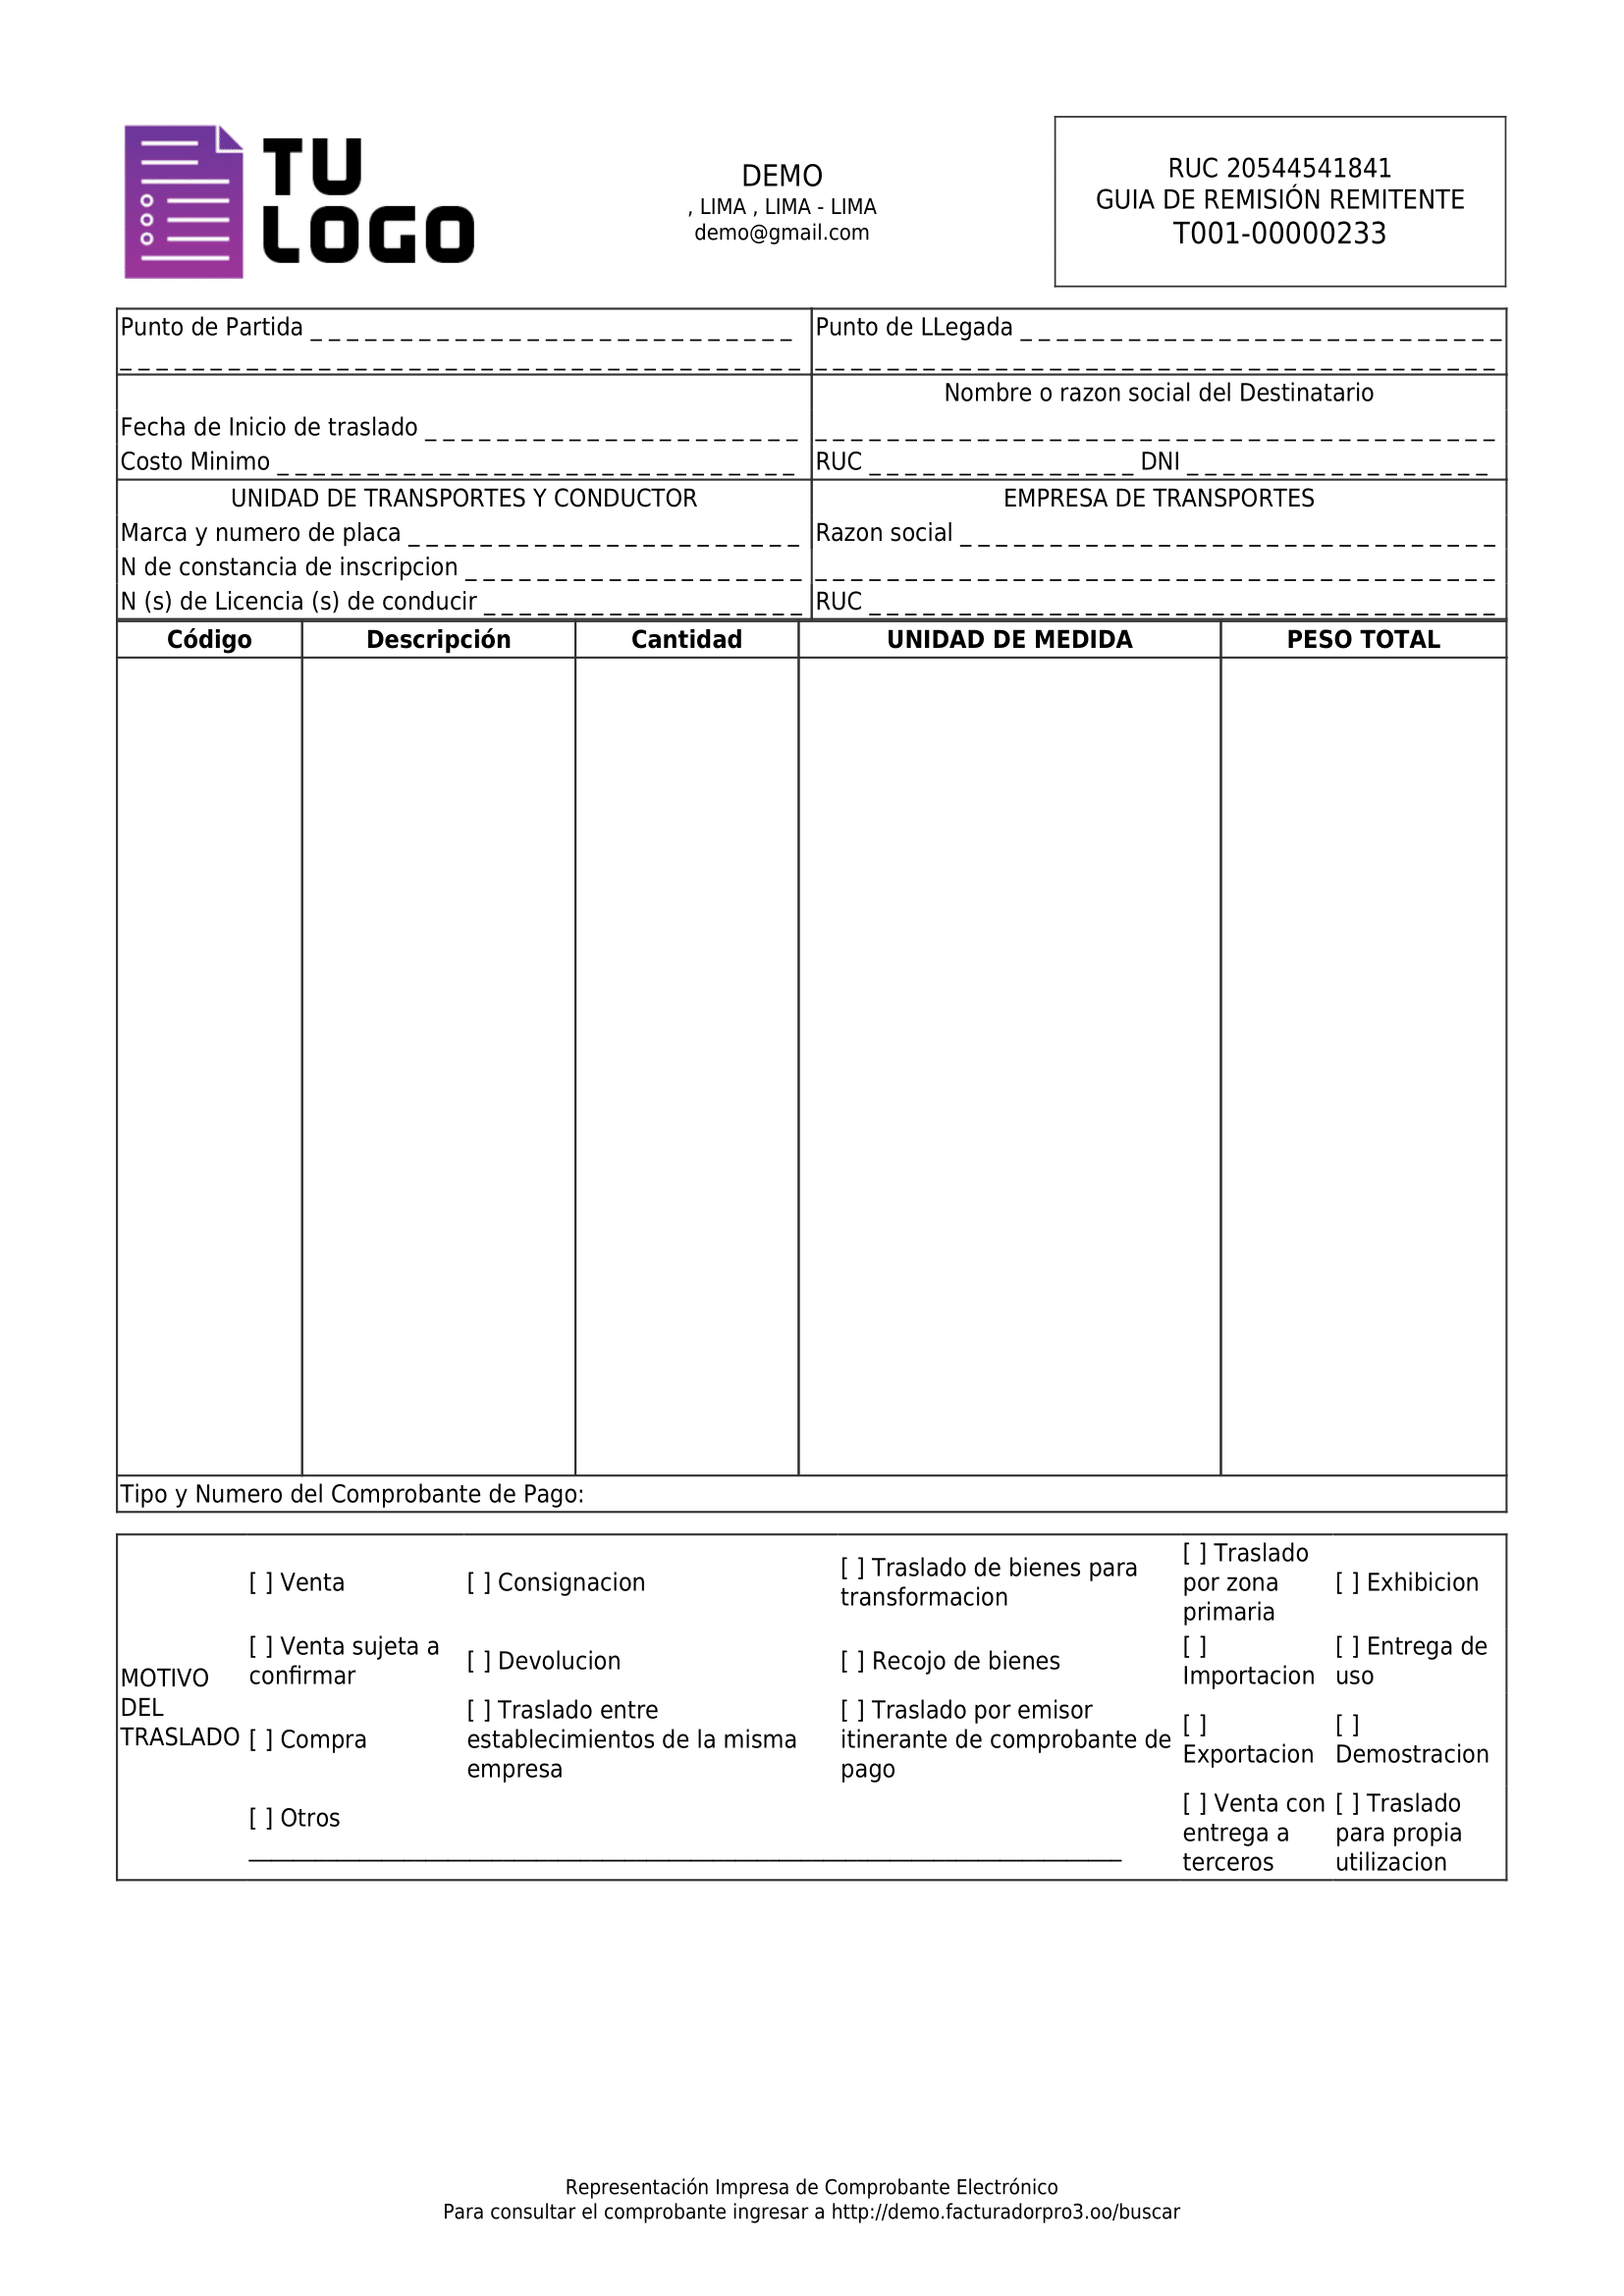 TU
LOGO
DEMO
, LIMA , LIMA - LIMA
demo@gmail.com
RUC 20544541841
GUIA DE REMISIÓN REMITENTE
T001-00000233
Punto de Partida _ _ _ _ _ _ _ _ _ _ _ _ _ _ _ _ _ _ _ _ _ _ _ _ _ _ _
_ _ _ _ _ _ _ _ _ _ _ _ _ _ _ _ _ _ _ _ _ _ _ _ _ _ _ _ _ _ _ _ _ _ _ _ _ _
Punto de LLegada _ _ _ _ _ _ _ _ _ _ _ _ _ _ _ _ _ _ _ _ _ _ _ _ _ _ _
_ _ _ _ _ _ _ _ _ _ _ _ _ _ _ _ _ _ _ _ _ _ _ _ _ _ _ _ _ _ _ _ _ _ _ _ _ _
Fecha de Inicio de traslado _ _ _ _ _ _ _ _ _ _ _ _ _ _ _ _ _ _ _ _ _
Costo Minimo _ _ _ _ _ _ _ _ _ _ _ _ _ _ _ _ _ _ _ _ _ _ _ _ _ _ _ _ _
Nombre o razon social del Destinatario
_ _ _ _ _ _ _ _ _ _ _ _ _ _ _ _ _ _ _ _ _ _ _ _ _ _ _ _ _ _ _ _ _ _ _ _ _ _
RUC _ _ _ _ _ _ _ _ _ _ _ _ _ _ _ DNI _ _ _ _ _ _ _ _ _ _ _ _ _ _ _ _ _
UNIDAD DE TRANSPORTES Y CONDUCTOR
Marca y numero de placa _ _ _ _ _ _ _ _ _ _ _ _ _ _ _ _ _ _ _ _ _ _
N de constancia de inscripcion _ _ _ _ _ _ _ _ _ _ _ _ _ _ _ _ _ _ _
N (s) de Licencia (s) de conducir _ _ _ _ _ _ _ _ _ _ _ _ _ _ _ _ _ _
EMPRESA DE TRANSPORTES
Razon social _ _ _ _ _ _ _ _ _ _ _ _ _ _ _ _ _ _ _ _ _ _ _ _ _ _ _ _ _ _
_ _ _ _ _ _ _ _ _ _ _ _ _ _ _ _ _ _ _ _ _ _ _ _ _ _ _ _ _ _ _ _ _ _ _ _ _ _
RUC _ _ _ _ _ _ _ _ _ _ _ _ _ _ _ _ _ _ _ _ _ _ _ _ _ _ _ _ _ _ _ _ _ _ _
Código Descripción Cantidad UNIDAD DE MEDIDA PESO TOTAL
Tipo y Numero del Comprobante de Pago:
MOTIVO
DEL
TRASLADO
[ ] Venta
[ ] Consignacion
[ ] Traslado de bienes para
transformacion
[ ] Traslado
por zona
primaria
[ ] Exhibicion
[ ] Venta sujeta a
confirmar
[ ] Devolucion
[ ] Recojo de bienes
[ ]
Importacion
[ ] Entrega de
uso
[ ] Compra
[ ] Traslado entre
establecimientos de la misma
empresa
[ ] Traslado por emisor
itinerante de comprobante de
pago
[ ]
Exportacion
[ ]
Demostracion
[ ] Otros
______________________________________________________________________
[ ] Venta con
entrega a
terceros
[ ] Traslado
para propia
utilizacion
Representación Impresa de Comprobante Electrónico
Para consultar el comprobante ingresar a http://demo.facturadorpro3.oo/buscar